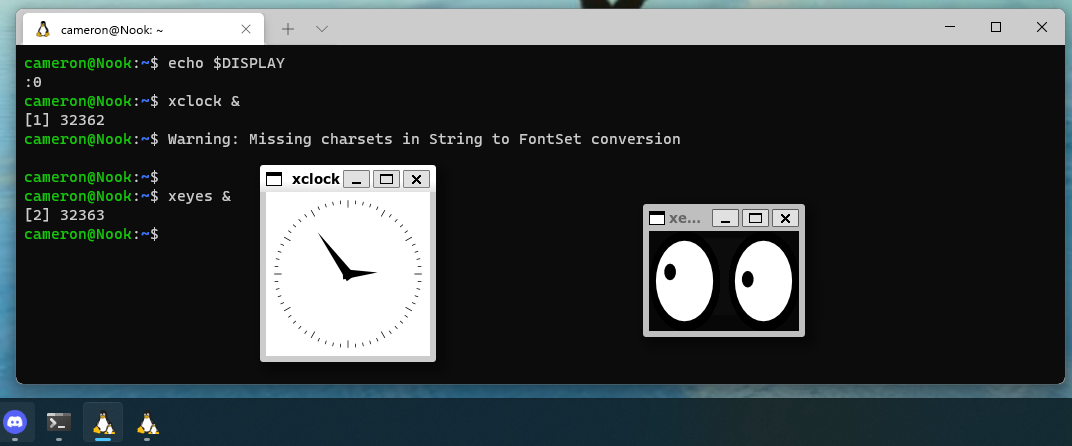 cameron@Nook: ~
cameron@Nook:~$ echo $DISPLAY
:0
cameron@Nook:~$ xclock &
[1] 32362
cameron@Nook:~$ Warning: Missing charsets in String to FontSet conversion
cameron@Nook:~$
cameron@Nook:~$ xeyes &
[2] 32363
cameron@Nook:~$
xclock
xe...